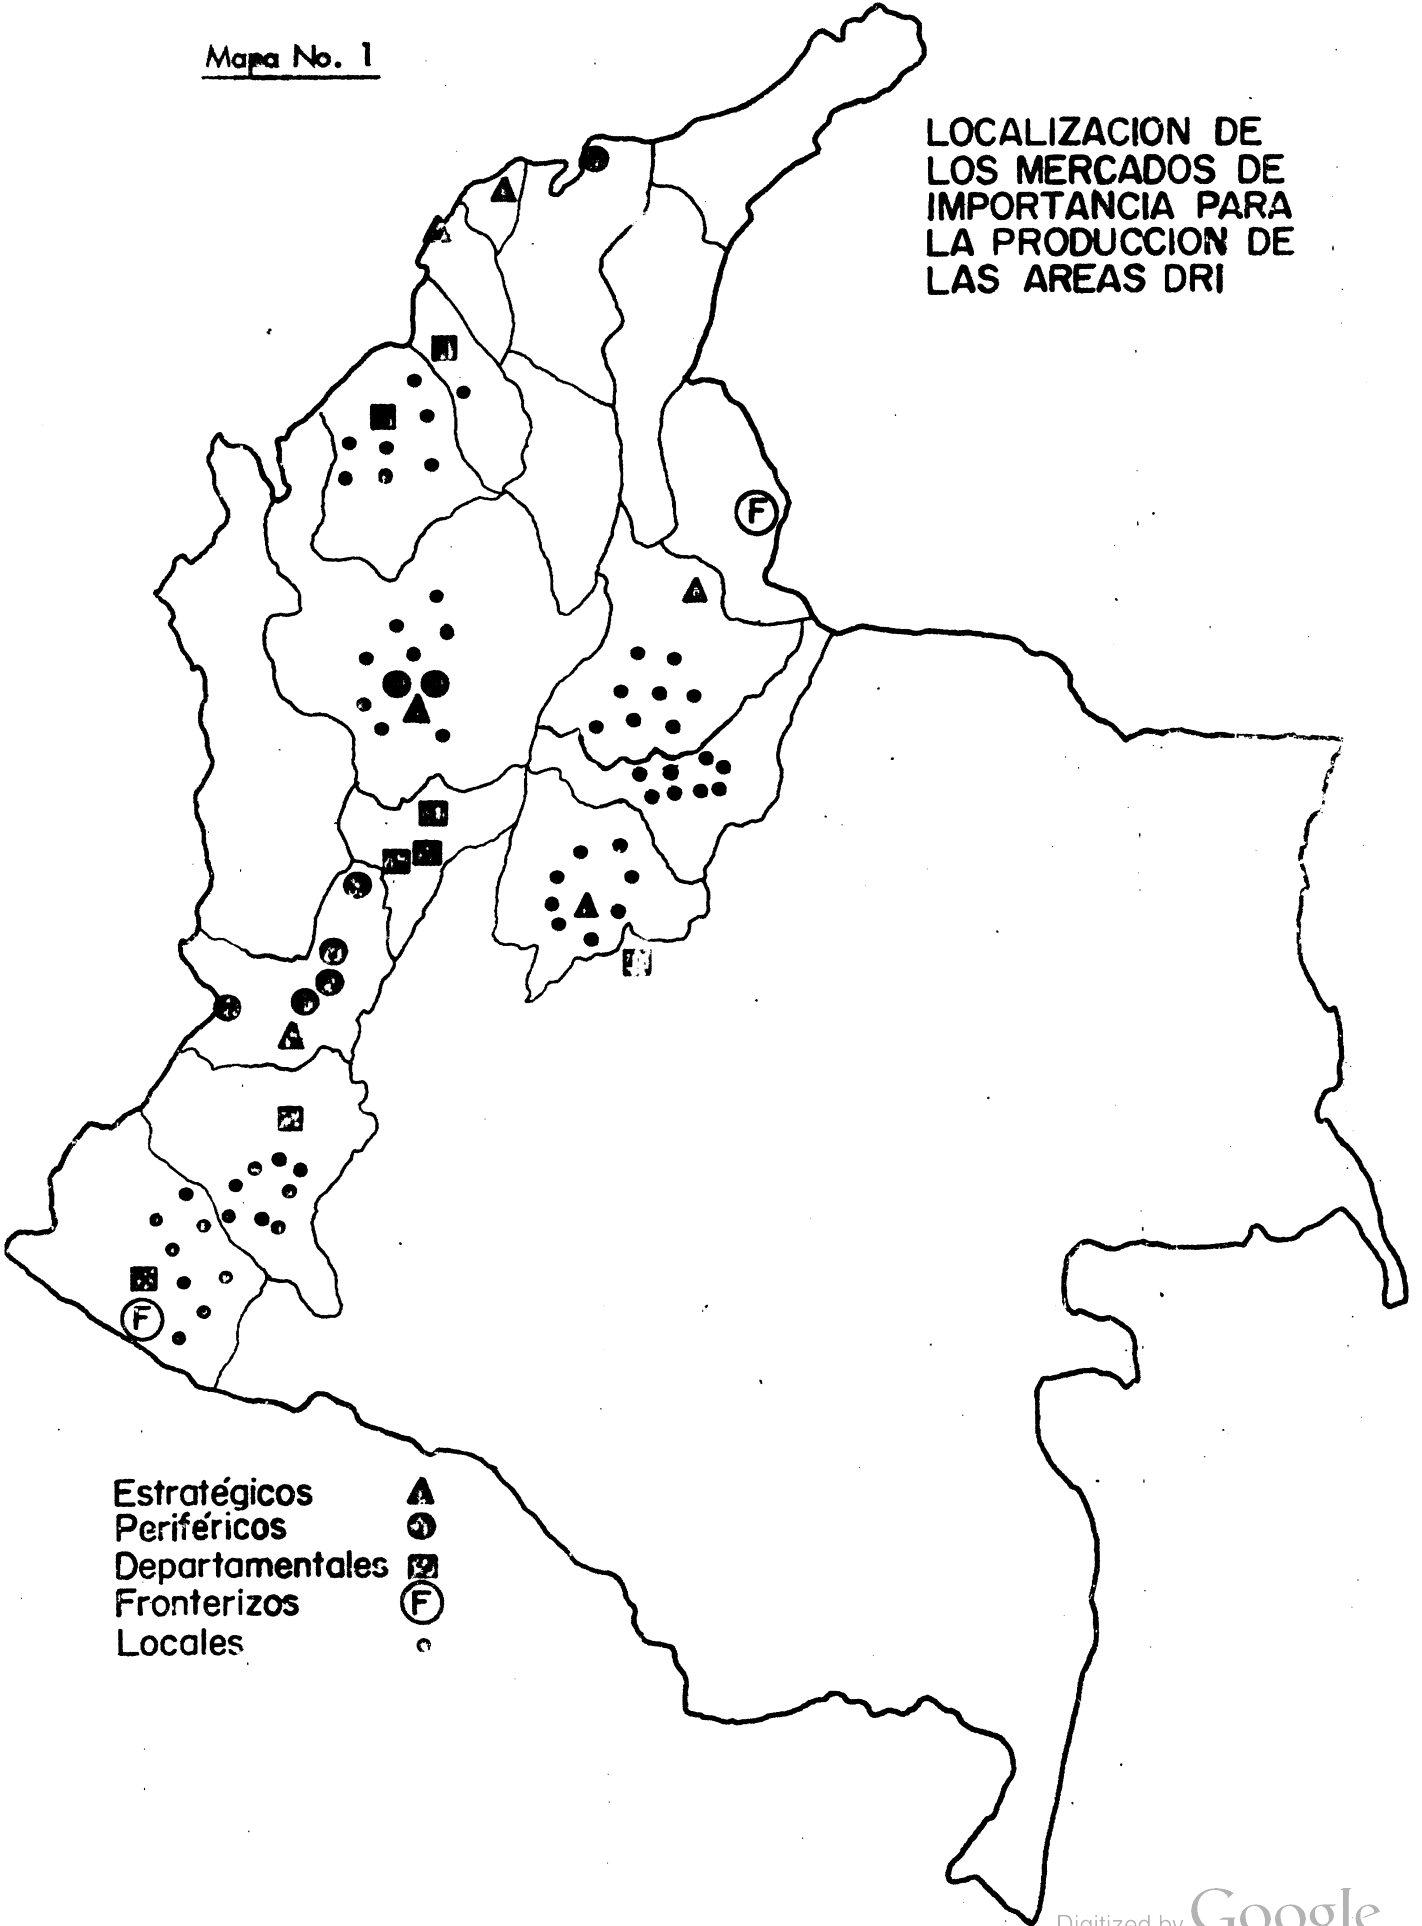 Mapa No. 1
LOCALIZACION DE
LOS MERCADOS DE
IMPORTANCIA PARA
LA PRODUCCION DE
LAS AREAS DRI
F
F
Estratégicos
Periféricos
Departamentales
Fronterizos F
Locales
Digitized by Google